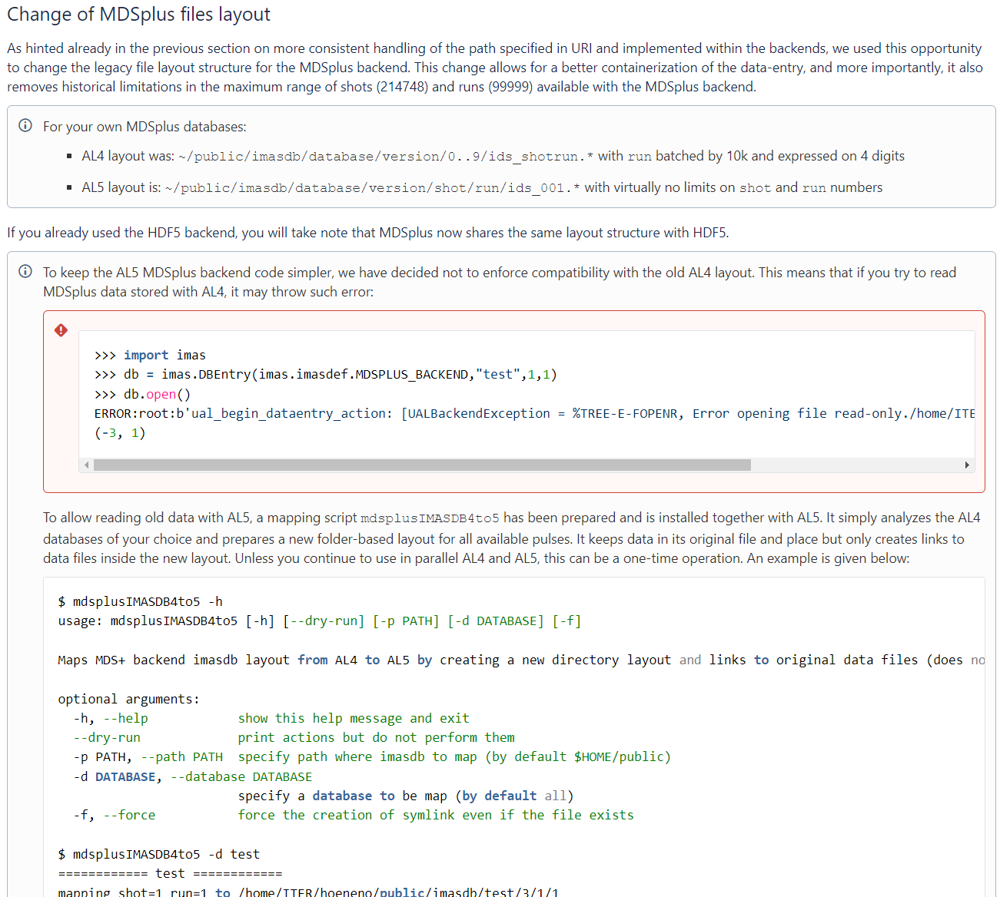 Change of MDSplus files layout
As hinted already in the previous section on more consistent handling of the path specified in URI and implemented within the backends, we used this opportunity
to change the legacy file layout structure for the MDSplus backend. This change allows for a better containerization of the data-entry, and more importantly, it also
removes historical limitations in the maximum range of shots (214748) and runs (99999) available with the MDSplus backend.
For your own MDSplus databases:
▪ AL4 layout was: ~/public/imasdb/database/version/0..9/ids_shotrun.* with run batched by 10k and expressed on 4 digits
▪ AL5 layout is: ~/public/imasdb/database/version/shot/run/ids_001.* with virtually no limits on shot and run numbers
If you already used the HDF5 backend, you will take note that MDSplus now shares the same layout structure with HDF5.
To keep the AL5 MDSplus backend code simpler, we have decided not to enforce compatibility with the old AL4 layout. This means that if you try to read
MDSplus data stored with AL4, it may throw such error:
>>> import imas
>>> db = imas.DBEntry(imas.imasdef.MDSPLUS_BACKEND,"test",1,1)
>>> db.open()
ERROR:root:b'ual_begin_dataentry_action: [UALBackendException = %TREE-E-FOPENR, Error opening file read-only./home/ITE
(-3, 1)
To allow reading old data with AL5, a mapping script mdsplusIMASDB4to5 has been prepared and is installed together with AL5. It simply analyzes the AL4
databases of your choice and prepares a new folder-based layout for all available pulses. It keeps data in its original file and place but only creates links to
data files inside the new layout. Unless you continue to use in parallel AL4 and AL5, this can be a one-time operation. An example is given below:
$ mdsplusIMASDB4to5 -h
usage: mdsplusIMASDB4to5 [-h] [--dry-run] [-p PATH] [-d DATABASE] [-f]
Maps MDS+ backend imasdb layout from AL4 to AL5 by creating a new directory layout and links to original data files (does no
optional arguments:
-h, --help show this help message and exit
--dry-run print actions but do not perform them
-p PATH, --path PATH specify path where imasdb to map (by default $HOME/public)
-d DATABASE, --database DATABASE
specify a database to be map (by default all)
-f, --force force the creation of symlink even if the file exists
$ mdsplusIMASDB4to5 -d test
============ test ============
mapping shot=1 run=1 to /home/ITER/hoeneno/public/imasdb/test/3/1/1